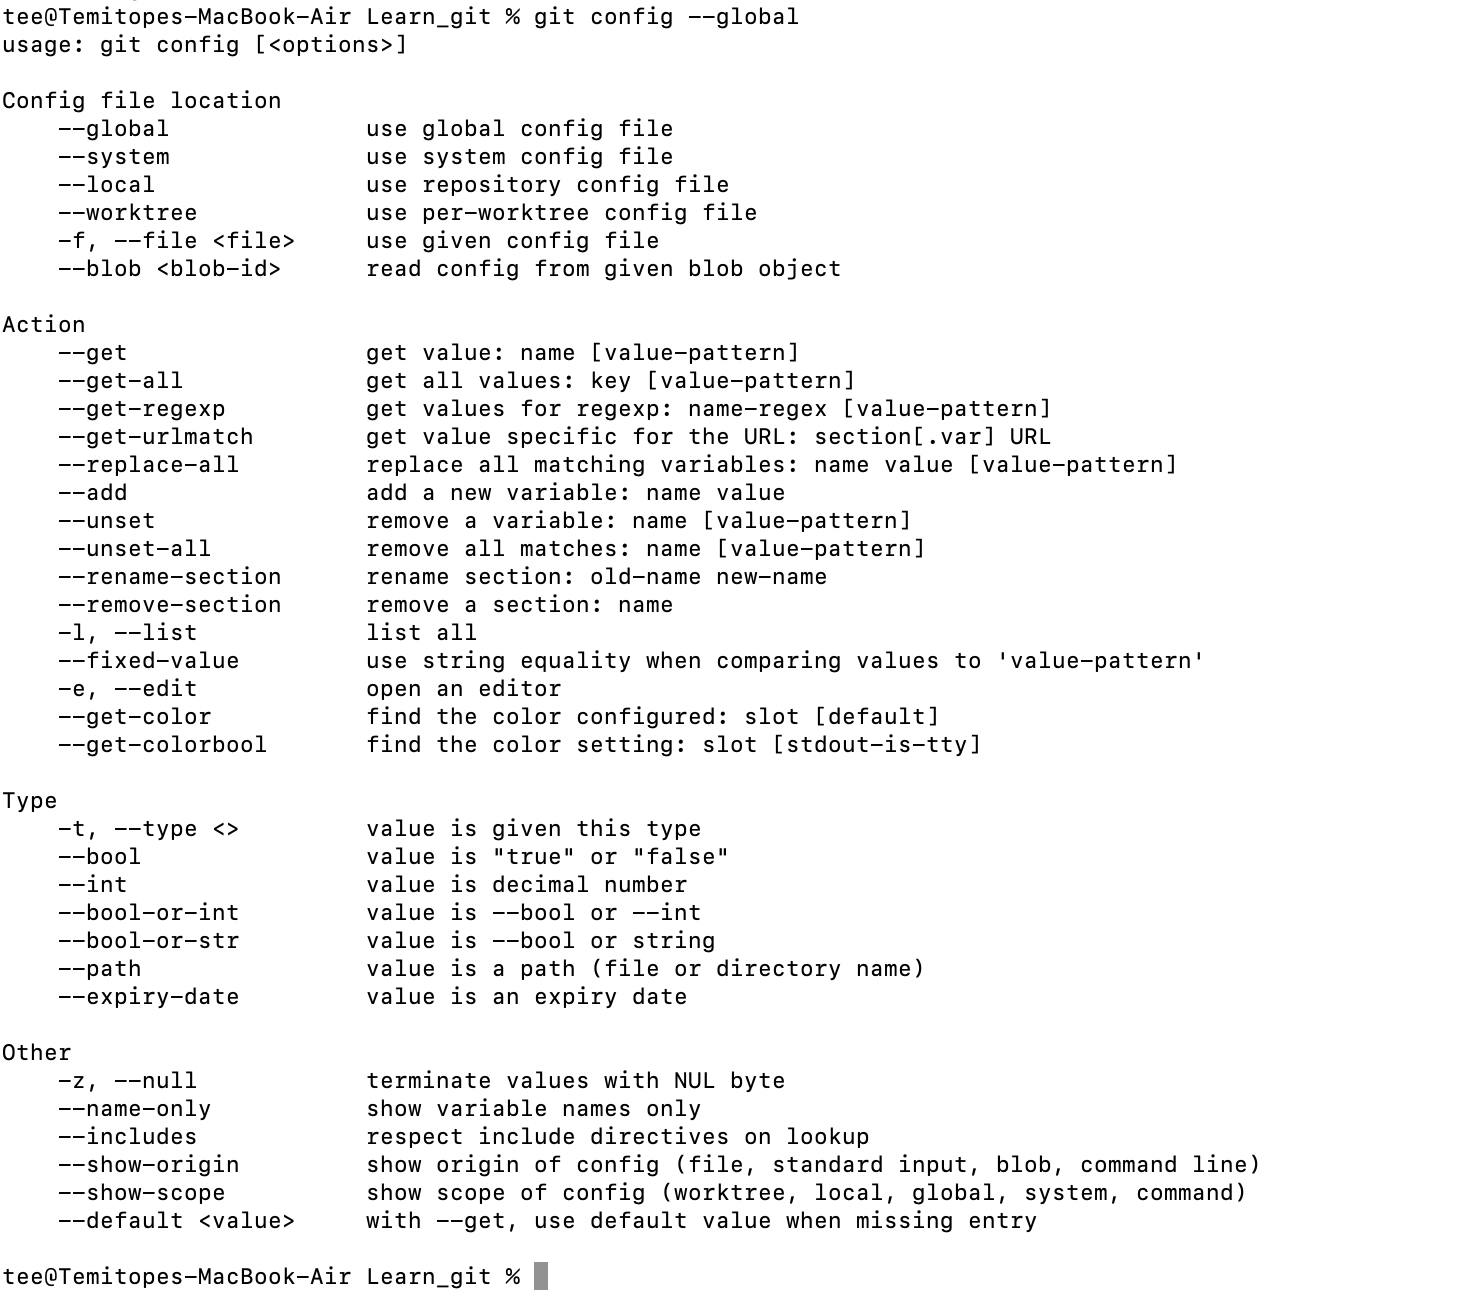 tee@Temitopes-MacBook-Air Learn_git % git config --global
usage: git config [<options>]

Config file location
    --global              use global config file
    --system              use system config file
    --local               use repository config file
    --worktree            use per-worktree config file
    -f, --file <file>     use given config file
    --blob <blob-id>      read config from given blob object

Action
    --get                 get value: name [value-pattern]
    --get-all             get all values: key [value-pattern]
    --get-regexp          get values for regexp: name-regex [value-pattern]
    --get-urlmatch        get value specific for the URL: section[.var] URL
    --replace-all         replace all matching variables: name value [value-pattern]
    --add                 add a new variable: name value
    --unset               remove a variable: name [value-pattern]
    --unset-all           remove all matches: name [value-pattern]
    --rename-section      rename section: old-name new-name
    --remove-section      remove a section: name
    -l, --list            list all
    --fixed-value         use string equality when comparing values to 'value-pattern'
    -e, --edit            open an editor
    --get-color           find the color configured: slot [default]
    --get-colorbool       find the color setting: slot [stdout-is-tty]

Type
    -t, --type <>         value is given this type
    --bool                value is "true" or "false"
    --int                 value is decimal number
    --bool-or-int         value is --bool or --int
    --bool-or-str         value is --bool or string
    --path                value is a path (file or directory name)
    --expiry-date         value is an expiry date

Other
    -z, --null            terminate values with NUL byte
    --name-only           show variable names only
    --includes            respect include directives on lookup
    --show-origin         show origin of config (file, standard input, blob, command line)
    --show-scope          show scope of config (worktree, local, global, system, command)
    --default <value>     with --get, use default value when missing entry

tee@Temitopes-MacBook-Air Learn_git %